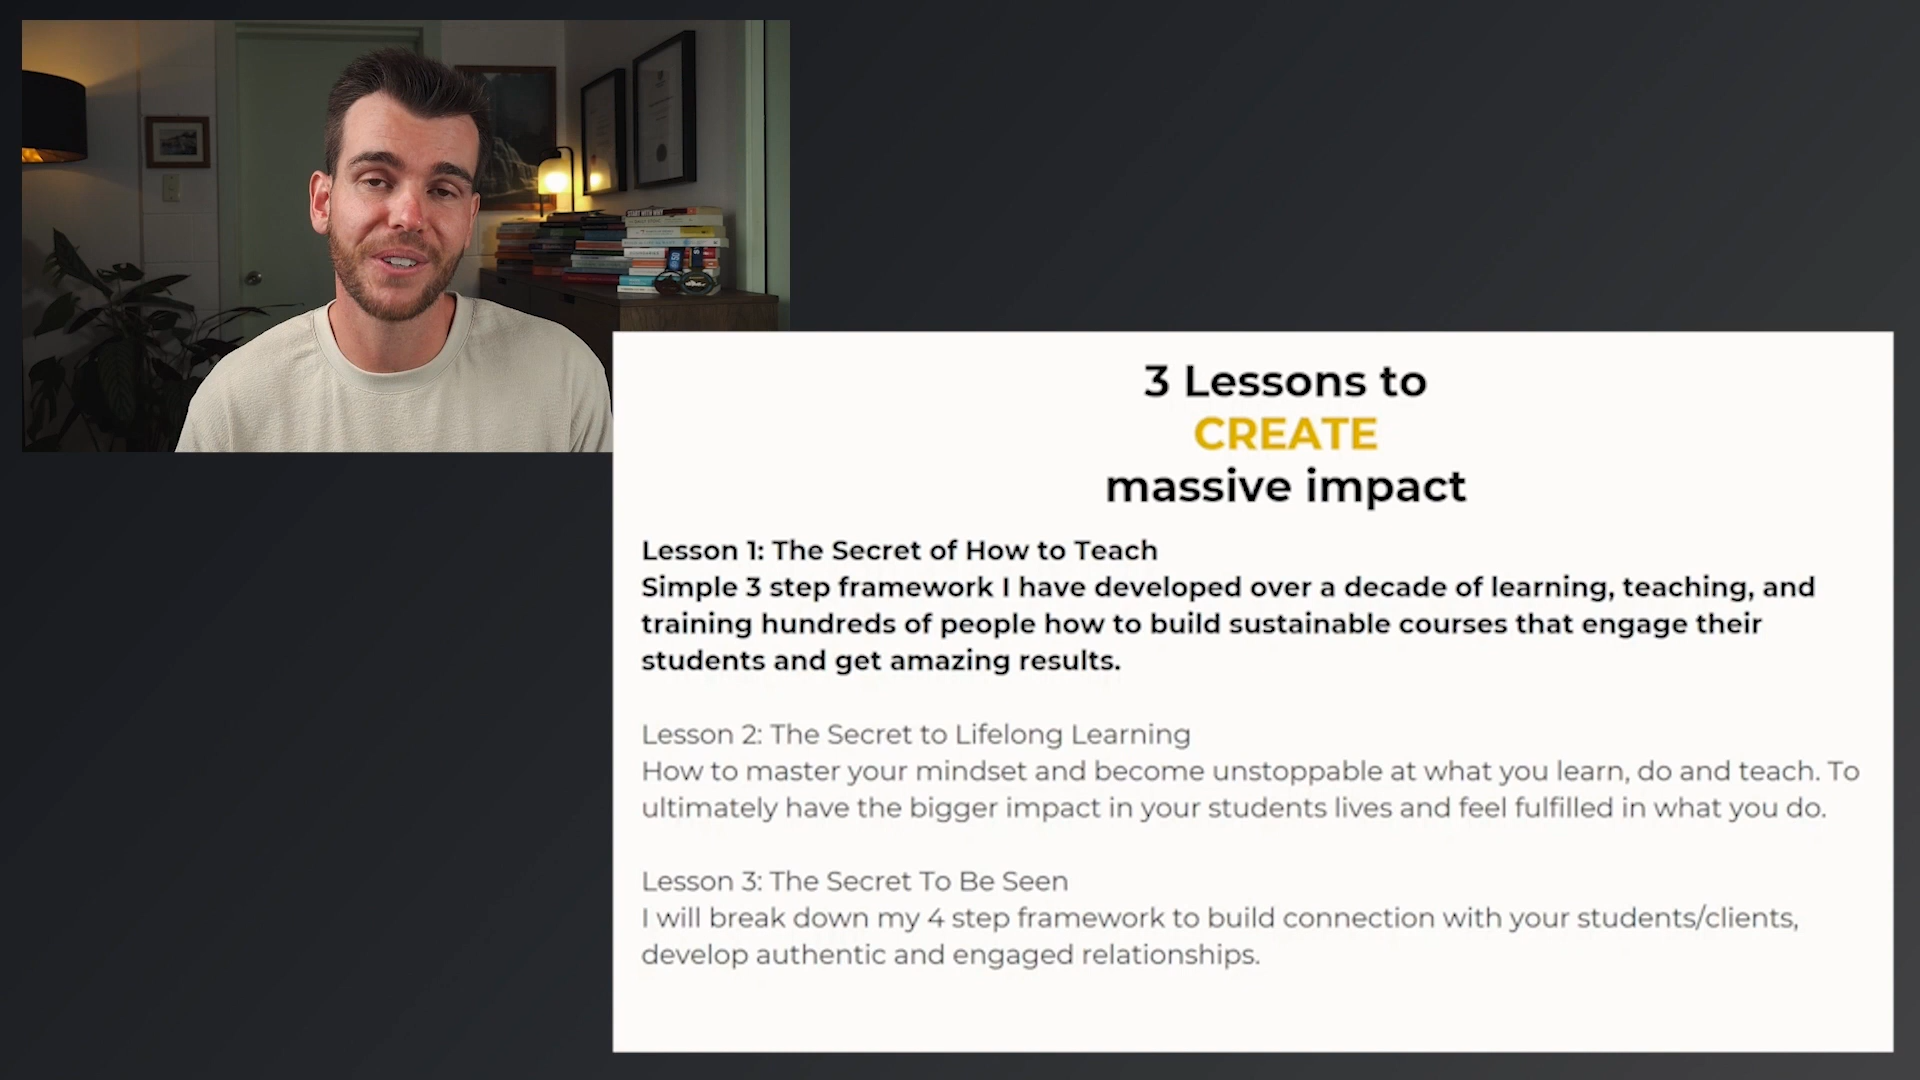 START WITH WHY
3 Lessons to
CREATE
massive impact
Lesson 1: The Secret of How to Teach
Simple 3 step framework I have developed over a decade of learning, teaching, and
training hundreds of people how to build sustainable courses that engage their
students and get amazing results.
Lesson 2: The Secret to Lifelong Learning
How to master your mindset and become unstoppable at what you learn, do and teach. To
ultimately have the bigger impact in your students lives and feel fulfilled in what you do.
Lesson 3: The Secret To Be Seen
I will break down my 4 step framework to build connection with your students/clients,
develop authentic and engaged relationships.